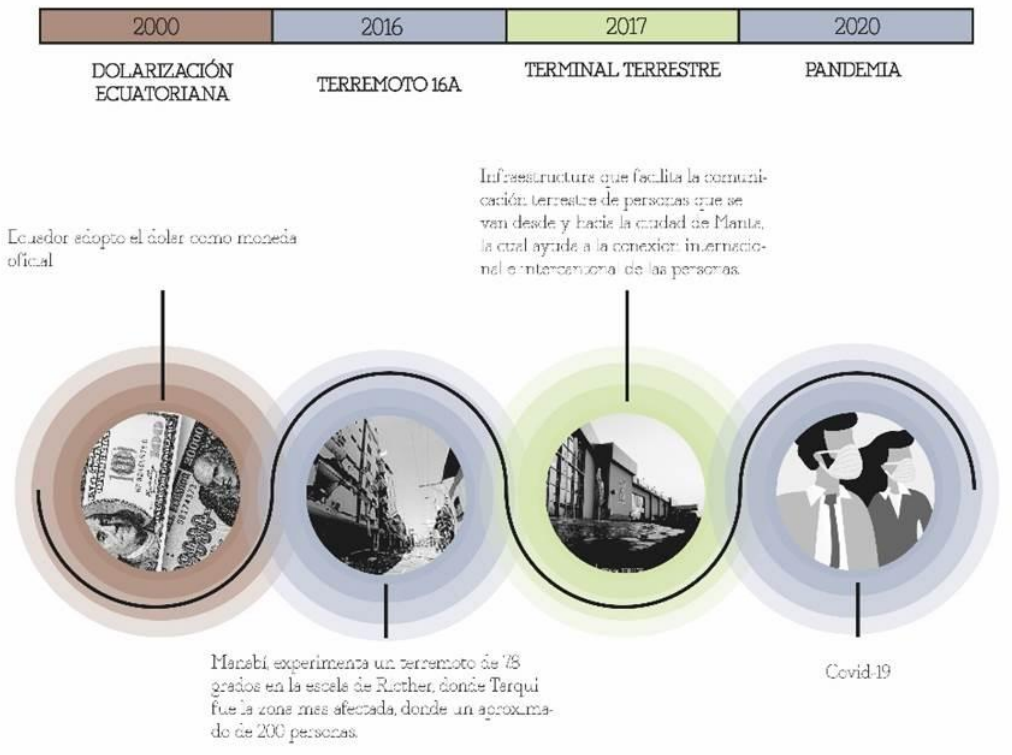 2000
2016
2017
2020
DOLARIZACIÓN
ECUATORIANA
TERREMOTO 16A
TERMINAL TERRESTRE
PANDEMIA
Infraestructura que facilita la comuni-
cación terrestre de personas que se
van desde y hacia la ciudad de Manta,
la cual ayuda a la conexion internacio-
nal e intercantonal de las personas.
Ecuador adopto el dolar como moneda
oficial
Manabí, experimenta un terremoto de 7.8
grados en la escala de Ricther, donde Tarqui
fue la zona mas afectada, donde un aproxima-
do de 200 personas.
Covid-19